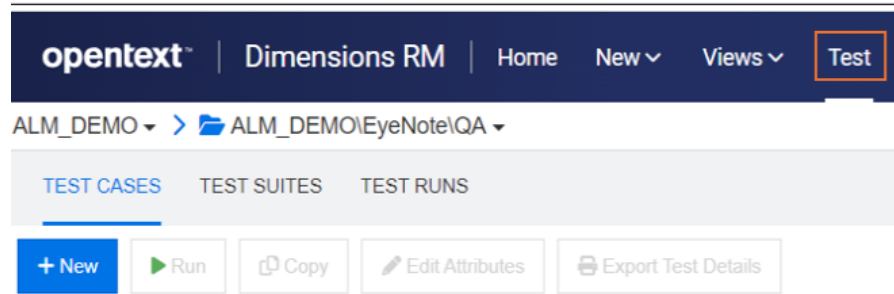 opentext™ | Dimensions RM | Home New Views Test
ALM_DEMO > ALM_DEMO\EyeNote\QA
TEST CASES TEST SUITES TEST RUNS
+ New Run Copy Edit Attributes Export Test Details